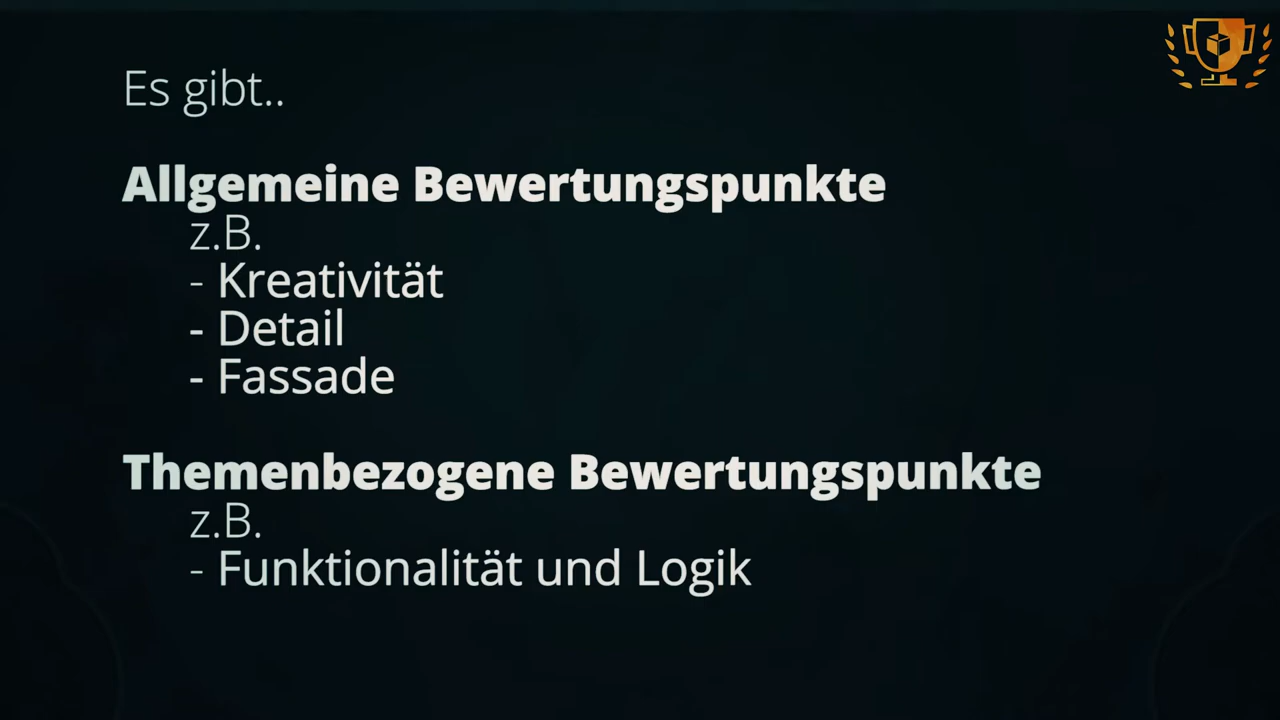 Es gibt..
Allgemeine Bewertungspunkte
z.B.
- Kreativität
- Detail
- Fassade
Themenbezogene Bewertungspunkte
z.B.
- Funktionalität und Logik